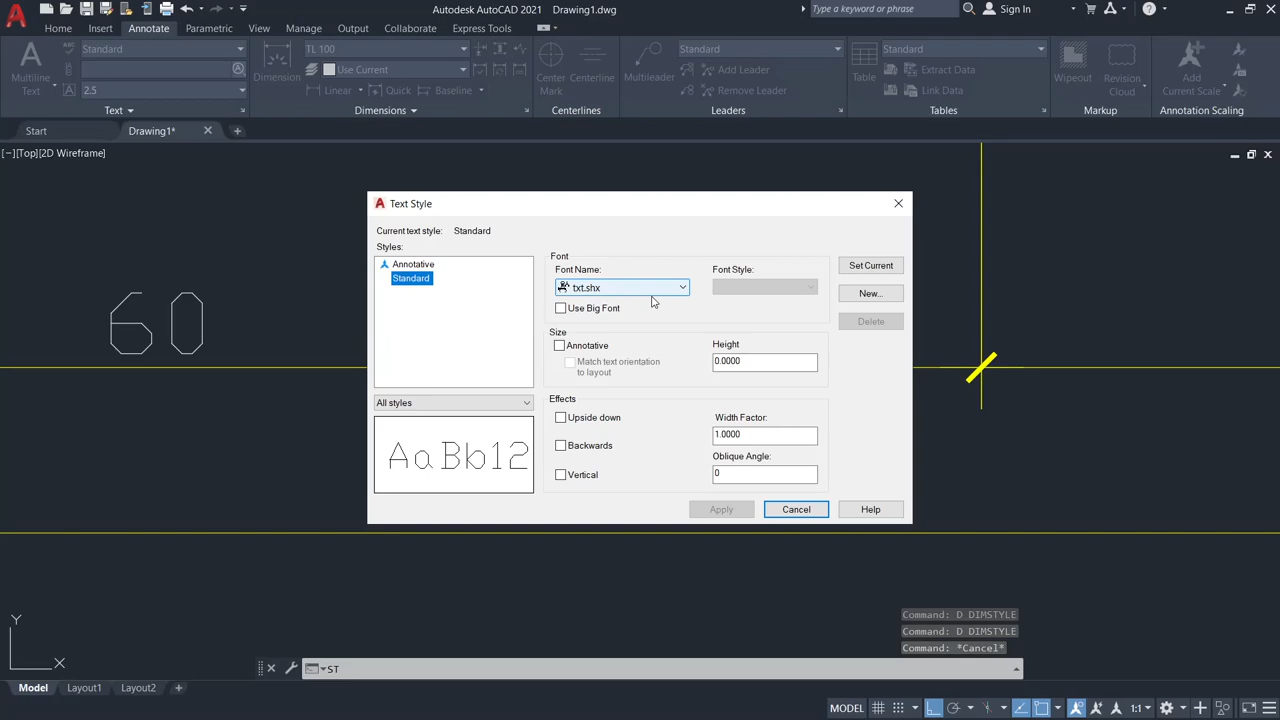 Autodesk AutoCAD 2021 Drawing1.dwg
Share
Type a keyword or phrase
Sign In
Home Insert Annotate Parametric View Manage Output Collaborate Express Tools
A
Multiline
Text
ABC
Standard
2.5
Text
Dimension
TL 100
Use Current
Linear
Quick
Baseline
Dimensions
Center
Mark
Centerline
Centerlines
Multileader
Standard
Add Leader
Remove Leader
Leaders
Table
Standard
Extract Data
Link Data
Tables
Wipeout
Revision
Cloud
Markup
Add
Current Scale
Annotation Scaling
Start
Drawing1*
[−][Top][2D Wireframe]
60
Text Style
Current text style: Standard
Styles:
Annotative
Standard
All styles
AaBb12
Font
Font Name:
txt.shx
Use Big Font
Font Style:
Size
Annotative
Match text orientation
to layout
Height
0.0000
Effects
Upside down
Backwards
Vertical
Width Factor:
1.0000
Oblique Angle:
0
Set Current
New...
Delete
Apply
Cancel
Help
Command: D DIMSTYLE
Command: D DIMSTYLE
Command: *Cancel*
Y
X
ST
Model Layout1 Layout2
MODEL
1:1